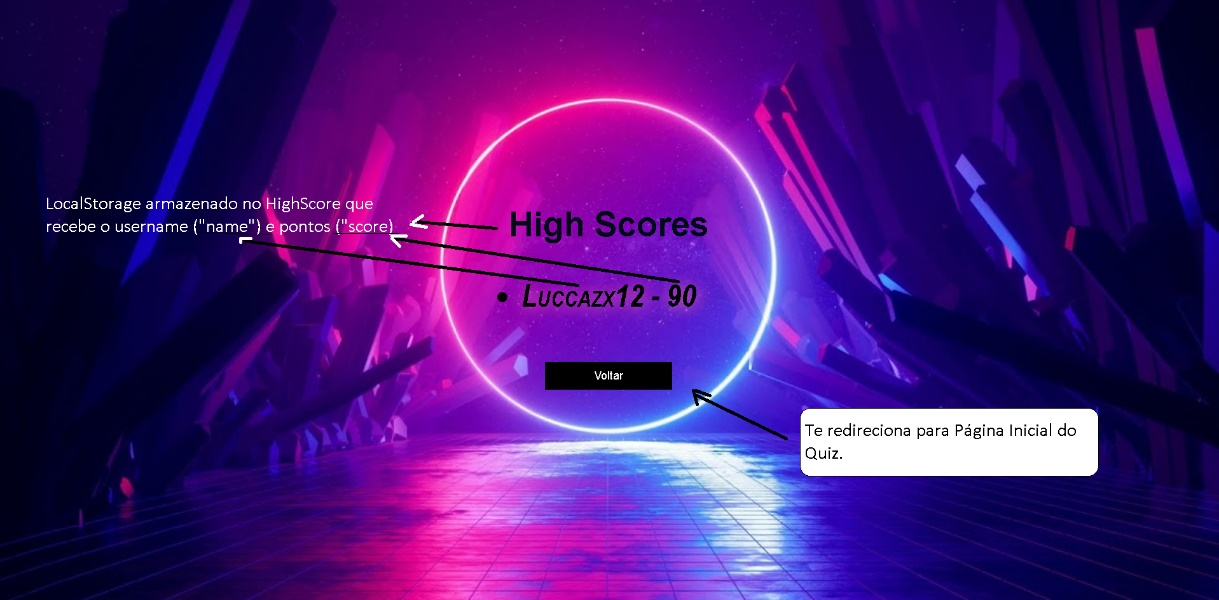 LocalStorage armazenado no HighScore que
recebe o username ("name") e pontos ("score)
High Scores
• Luccazx12 - 90
Voltar
Te redireciona para Página Inicial do
Quiz.